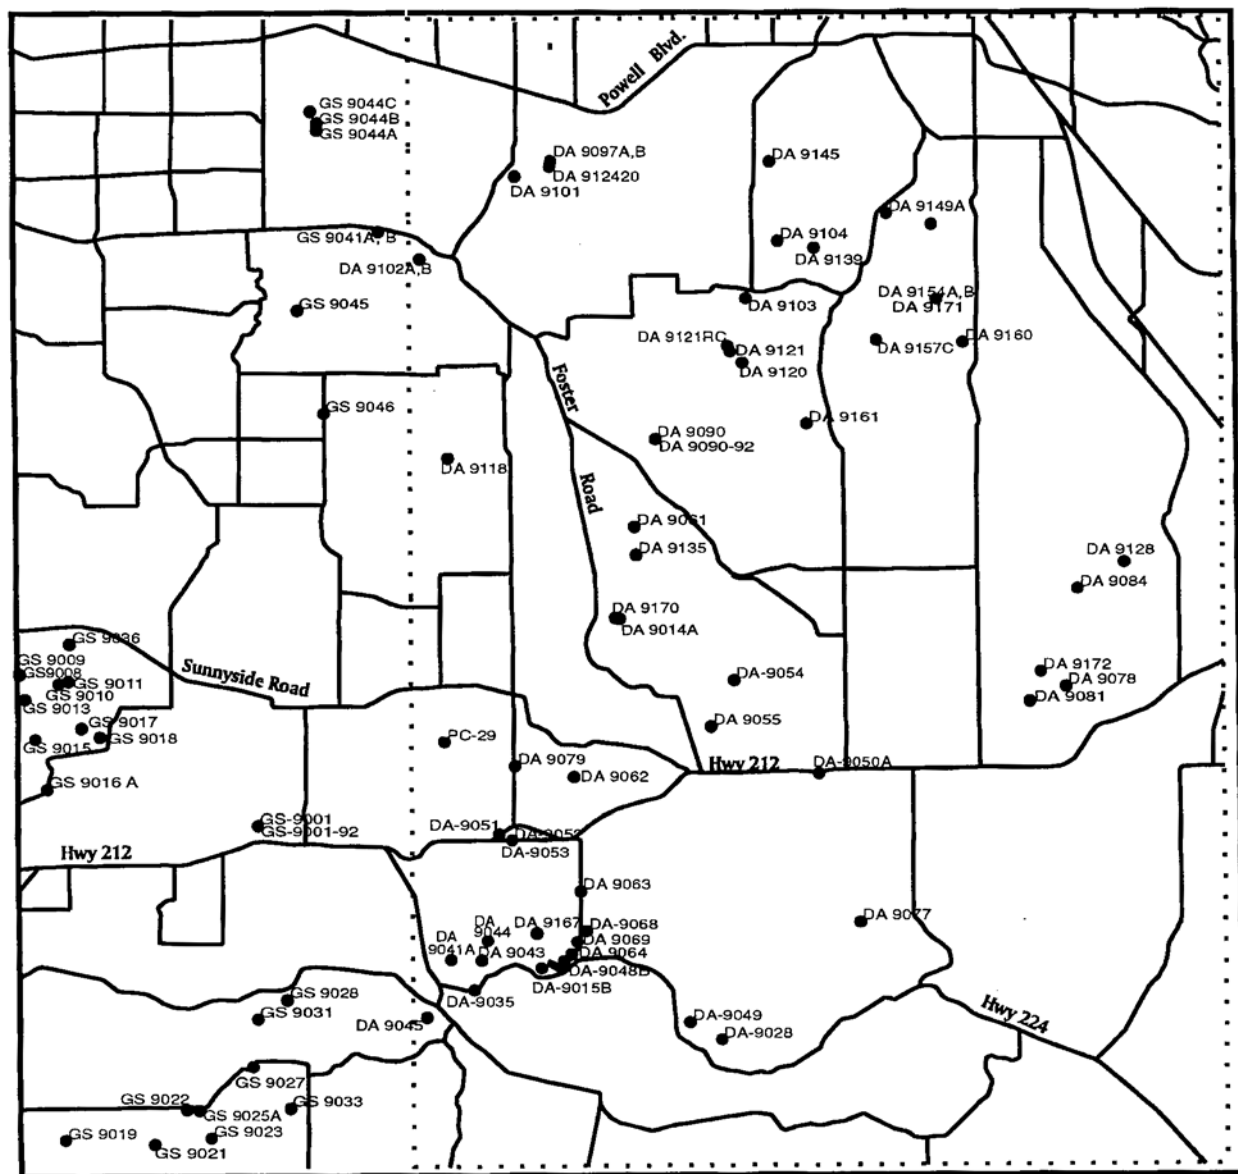 Powell Blvd.
GS 9044C
GS 9044B
GS 9044A
DA 9097A,B
DA 912420
DA 9101
DA 9145
DA 9149A
GS 9041A, B
DA 9104
DA 9139
DA 9102A,B
DA 9154A,B
DA 9171
DA 9103
GS 9045
DA 9121RC
DA 9121
DA 9120
DA 9157C
DA 9160
Foster
Road
GS 9046
DA 9161
DA 9090
DA 9090-92
DA 9118
DA 9061
DA 9135
DA 9128
DA 9084
DA 9170
DA 9014A
GS 9036
GS 9009
GS9008
GS 9011
GS 9010
GS 9013
Sunnyside Road
DA-9054
DA 9172
DA 9078
DA 9081
GS 9017
GS 9018
GS 9015
DA 9055
PC-29
DA 9079
DA 9062
Hwy 212
DA-9050A
GS 9016 A
GS-9001
GS-9001-92
DA-9051
DA-9052
DA-9053
Hwy 212
DA 9063
DA 9077
DA
9044
DA 9167
DA-9068
DA 9069
DA
9041A
DA 9043
DA 9064
DA-9048B
DA-9015B
DA-9035
GS 9028
GS 9031
DA 9045
DA-9049
DA-9028
Hwy 224
GS 9027
GS 9022
GS 9025A
GS 9033
GS 9019
GS 9023
GS 9021